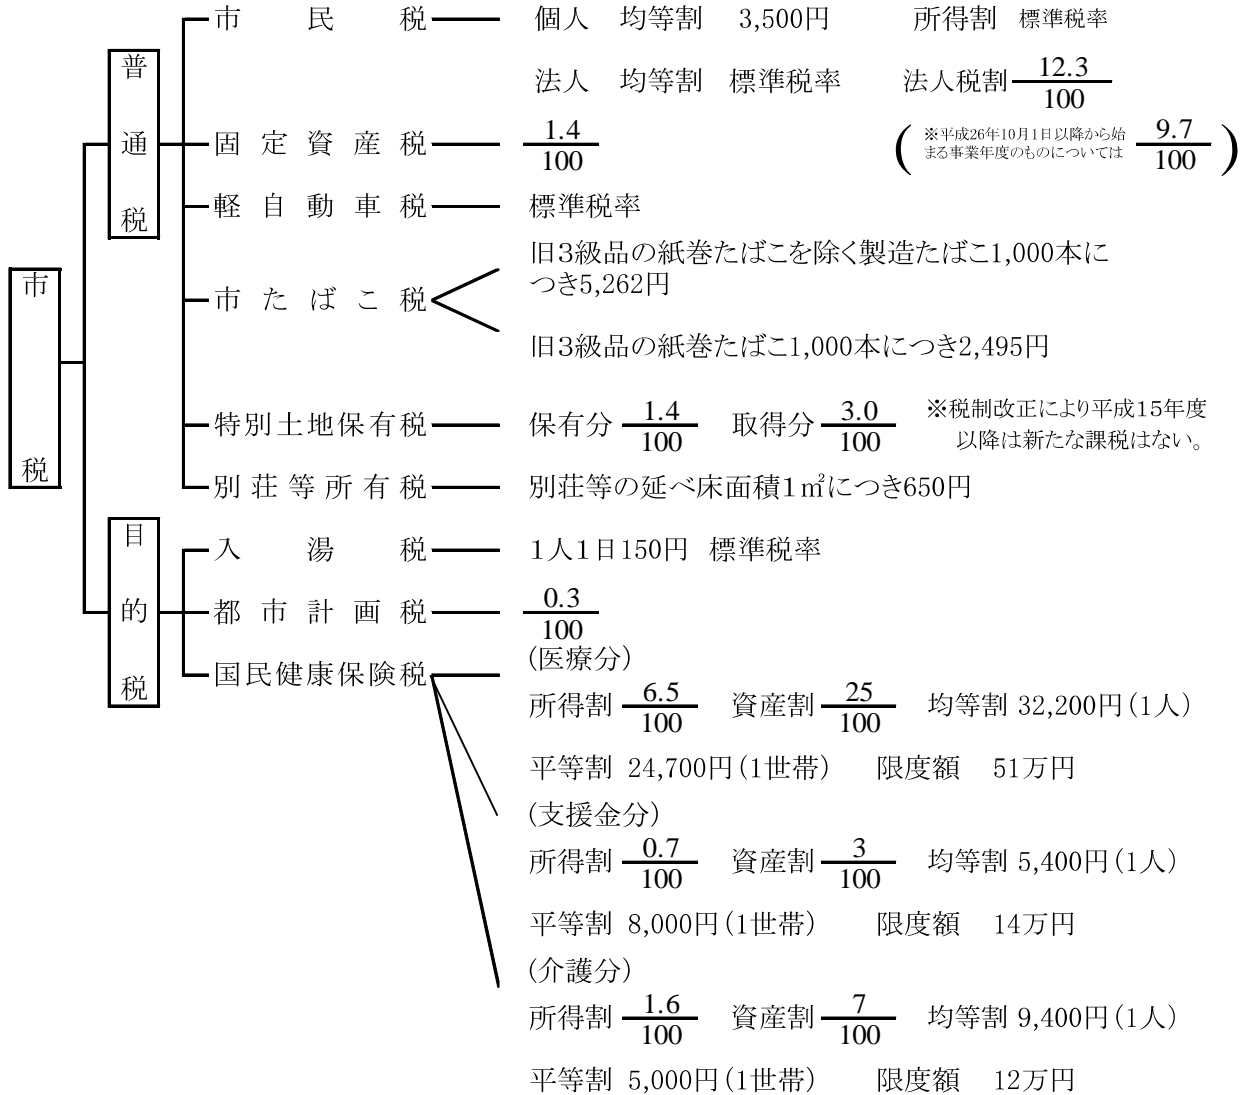 市税
普通税
市民税 個人 均等割 3,500円 所得割 標準税率
法人 均等割 標準税率 法人税割 12.3/100
固定資産税 1.4/100 (※平成26年10月1日以降から始
まる事業年度のものについては 9.7/100)
軽自動車税 標準税率
市たばこ税 旧3級品の紙巻たばこを除く製造たばこ1,000本に
つき5,262円
旧3級品の紙巻たばこ1,000本につき2,495円
特別土地保有税 保有分 1.4/100 取得分 3.0/100 ※税制改正により平成15年度
以降は新たな課税はない。
別荘等所有税 別荘等の延べ床面積1㎡につき650円
目的税
入湯税 1人1日150円 標準税率
都市計画税 0.3/100
国民健康保険税 (医療分)
所得割 6.5/100 資産割 25/100 均等割 32,200円(1人)
平等割 24,700円(1世帯) 限度額 51万円
(支援金分)
所得割 0.7/100 資産割 3/100 均等割 5,400円(1人)
平等割 8,000円(1世帯) 限度額 14万円
(介護分)
所得割 1.6/100 資産割 7/100 均等割 9,400円(1人)
平等割 5,000円(1世帯) 限度額 12万円